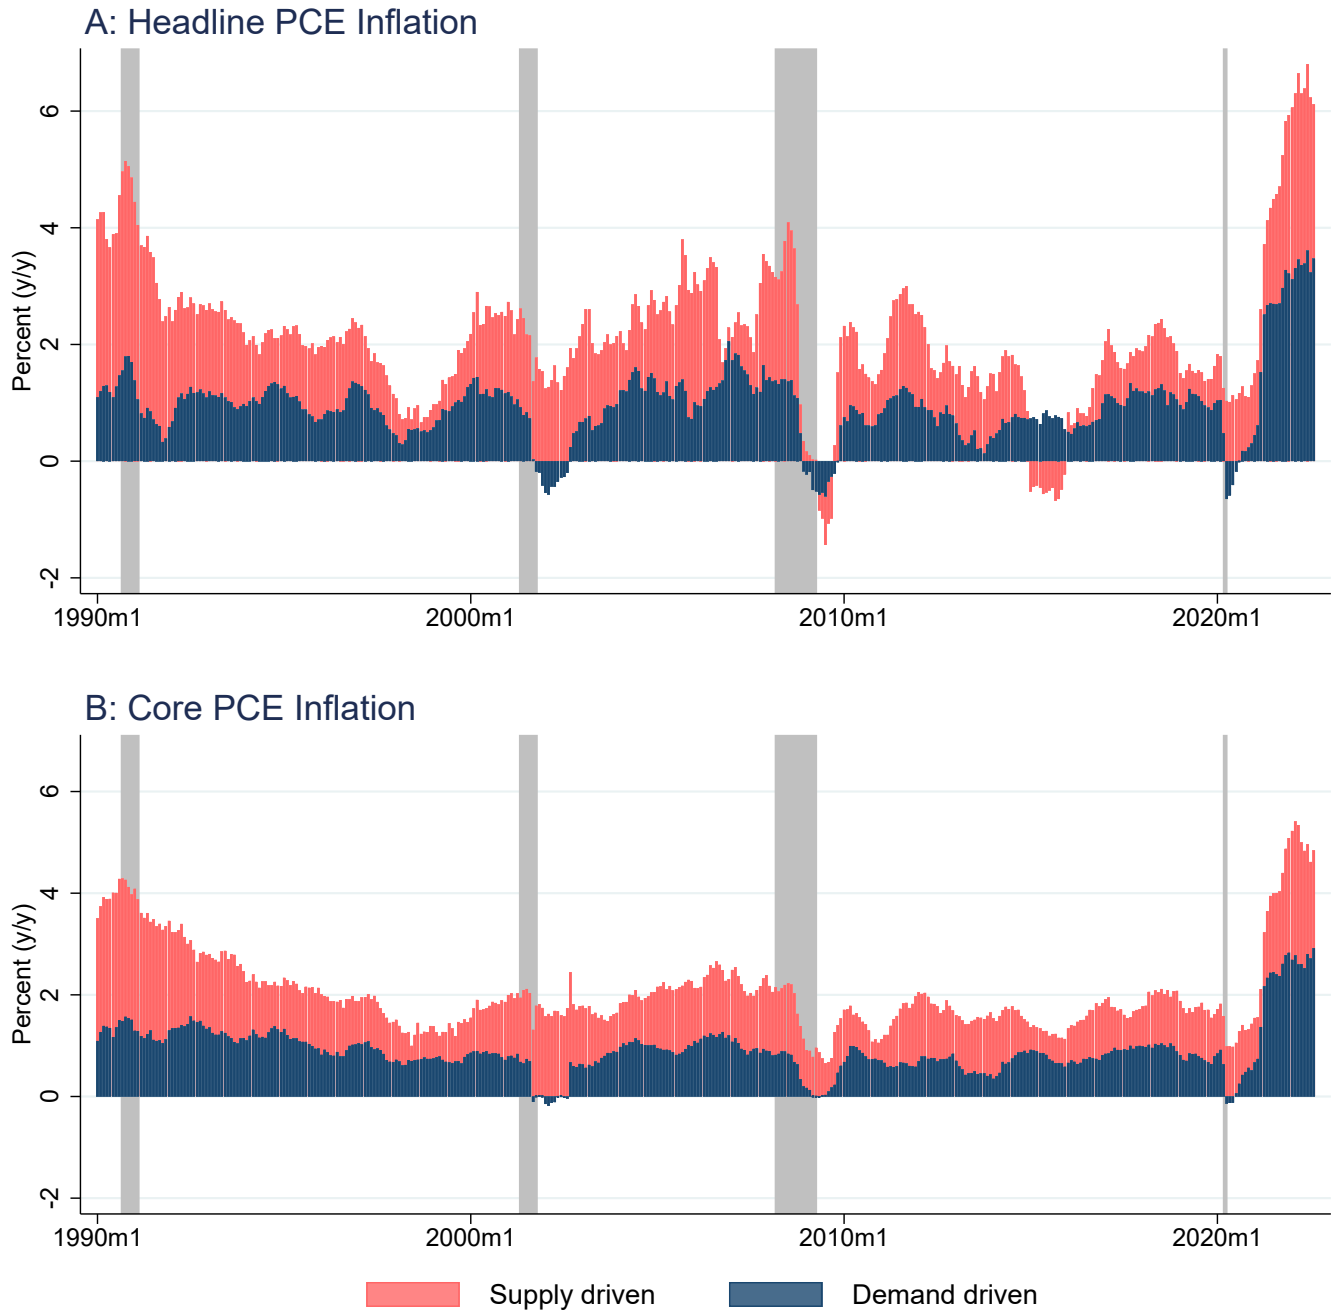 A: Headline PCE Inflation
Percent (y/y)
6
4
2
0
-2
1990m1 2000m1 2010m1 2020m1
B: Core PCE Inflation
Percent (y/y)
6
4
2
0
-2
1990m1 2000m1 2010m1 2020m1
Supply driven Demand driven